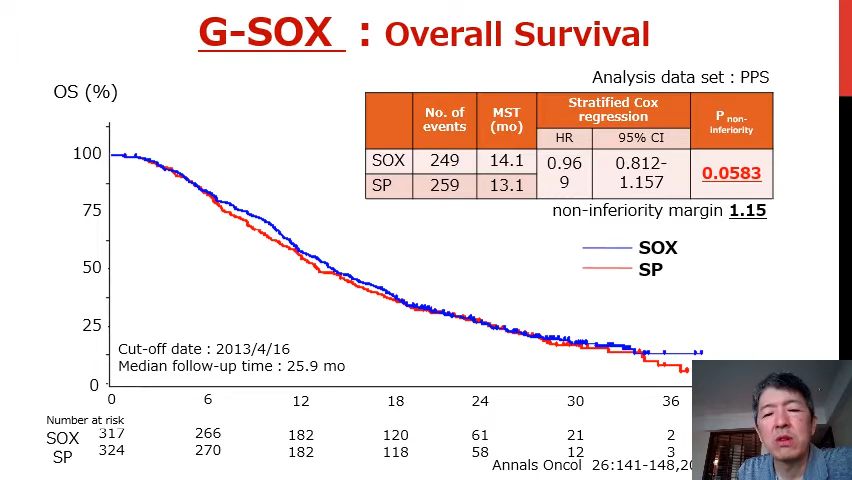 G-SOX : Overall Survival
Analysis data set : PPS
OS (%)
No. of events
MST (mo)
Stratified Cox regression
P non-inferiority
HR
95% CI
SOX 249 14.1
0.96
9
0.812-
1.157
0.0583
SP 259 13.1
non-inferiority margin 1.15
100
75
50
25
0
SOX
SP
Cut-off date : 2013/4/16
Median follow-up time : 25.9 mo
0 6 12 18 24 30 36
Number at risk
SOX 317 266 182 120 61 21 2
SP 324 270 182 118 58 12 3
Annals Oncol 26:141-148,20